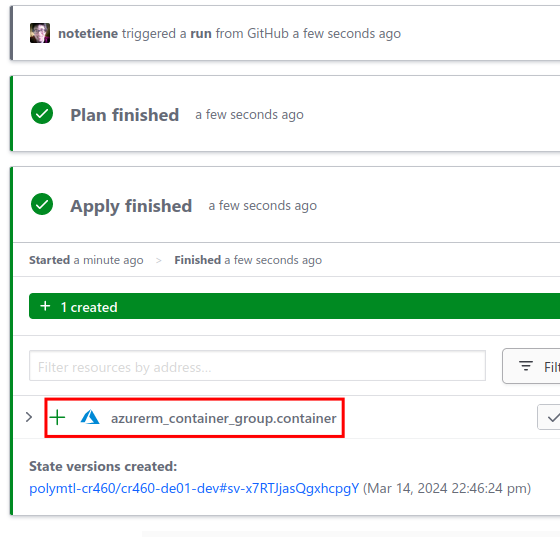 notetiene triggered a run from GitHub a few seconds ago
Plan finished a few seconds ago
Apply finished a few seconds ago
Started a minute ago > Finished a few seconds ago
+ 1 created
Filter resources by address...
azurerm_container_group.container
State versions created:
polymtl-cr460/cr460-de01-dev#sv-x7RTJjasQgxhcpgY (Mar 14, 2024 22:46:24 pm)